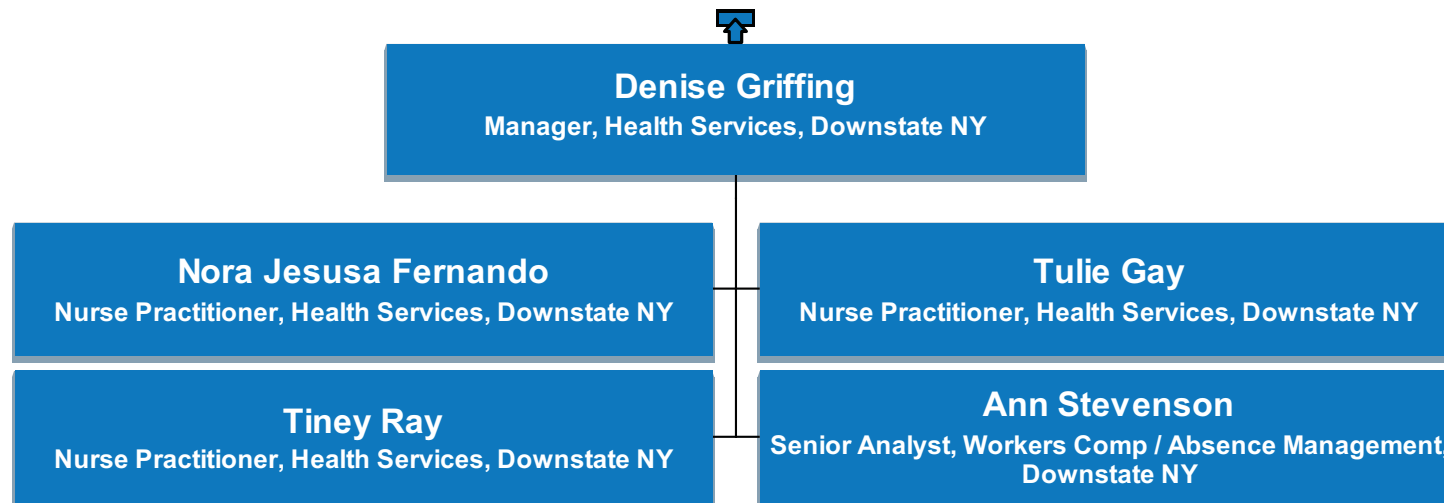 Denise Griffing
Manager, Health Services, Downstate NY
Nora Jesusa Fernando
Nurse Practitioner, Health Services, Downstate NY
Tulie Gay
Nurse Practitioner, Health Services, Downstate NY
Tiney Ray
Nurse Practitioner, Health Services, Downstate NY
Ann Stevenson
Senior Analyst, Workers Comp / Absence Management,
Downstate NY